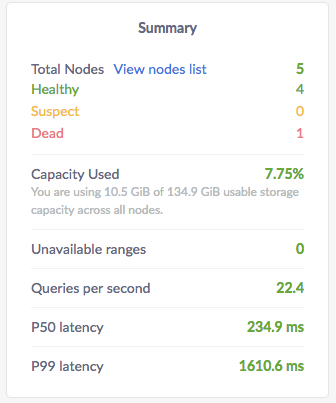 Summary
Total Nodes View nodes list 5
Healthy 4
Suspect 0
Dead 1
Capacity Used 7.75%
You are using 10.5 GiB of 134.9 GiB usable storage
capacity across all nodes.
Unavailable ranges 0
Queries per second 22.4
P50 latency 234.9 ms
P99 latency 1610.6 ms